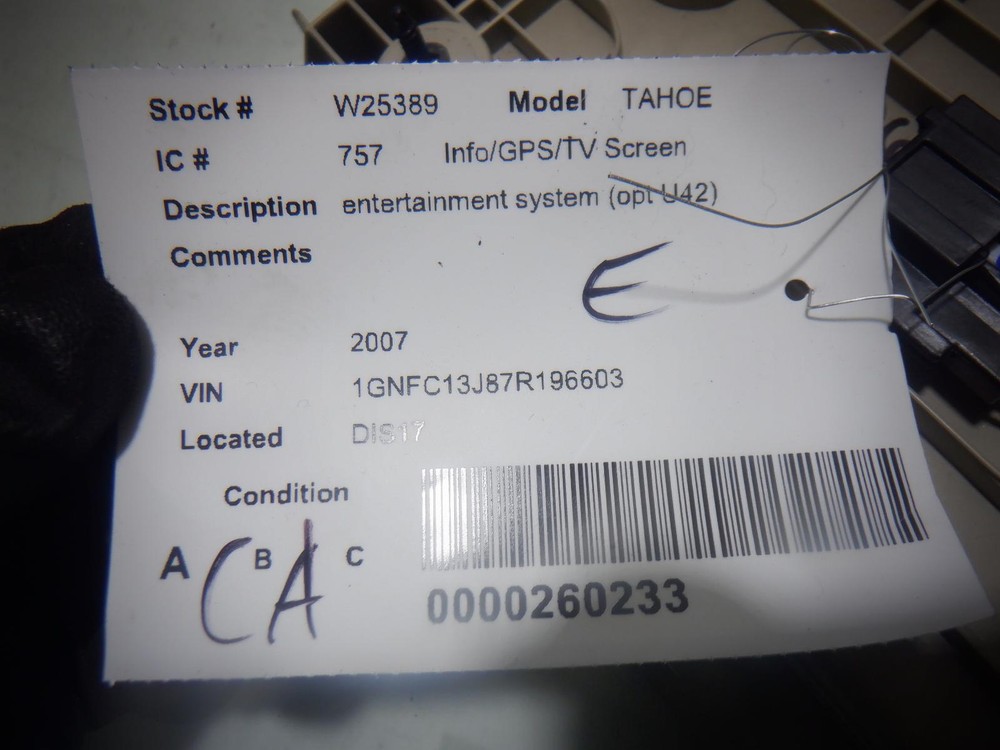 Stock # W25389 Model TAHOE
IC # 757 Info/GPS/TV Screen
Description entertainment system (opt U42)
Comments
E
Year 2007
VIN 1GNFC13J87R196603
Located DIS17
Condition
A B C
CA
0000260233